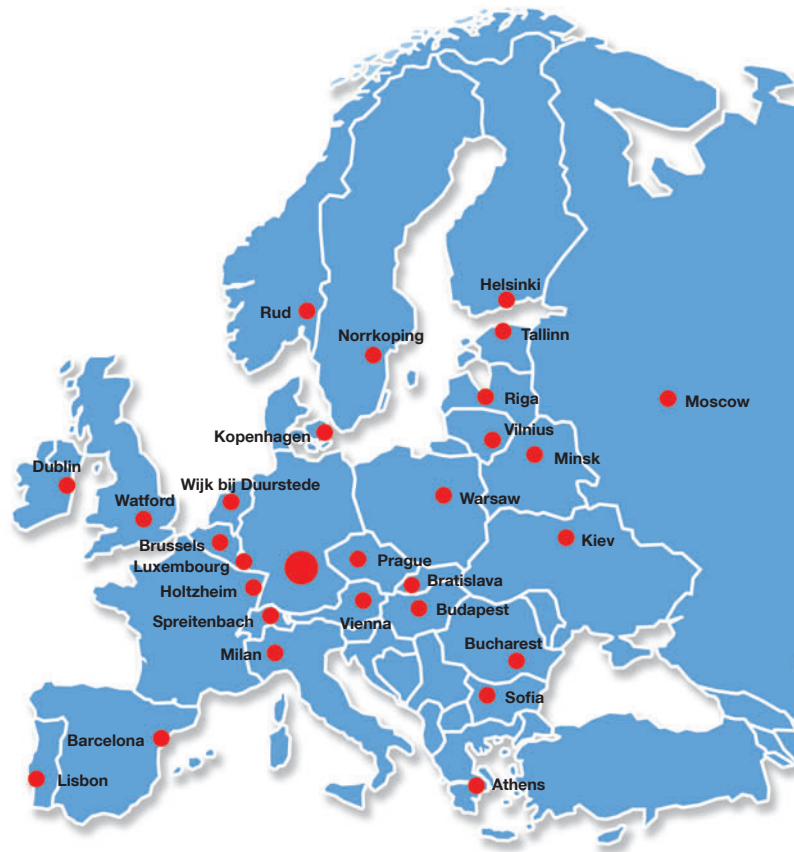 Helsinki
Rud
Tallinn
Norrkoping
Riga
Moscow
Kopenhagen
Vilnius
Minsk
Dublin
Wijk bij Duurstede
Watford
Warsaw
Kiev
Brussels
Luxembourg
Prague
Bratislava
Holtzheim
Budapest
Spreitenbach
Vienna
Bucharest
Milan
Sofia
Barcelona
Lisbon
Athens